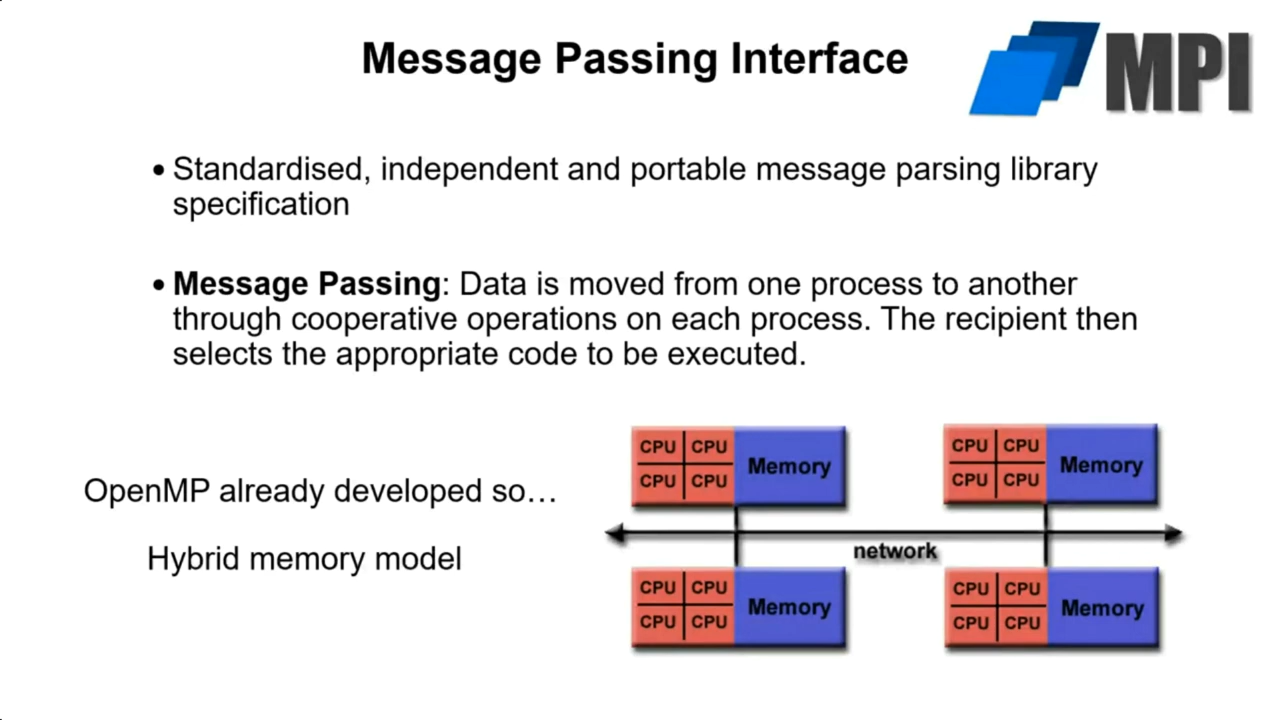 Message Passing Interface
MPI
• Standardised, independent and portable message parsing library
specification
• Message Passing: Data is moved from one process to another
through cooperative operations on each process. The recipient then
selects the appropriate code to be executed.
OpenMP already developed so…
Hybrid memory model
CPU CPU
CPU CPU
Memory
CPU CPU
CPU CPU
Memory
network
CPU CPU
CPU CPU
Memory
CPU CPU
CPU CPU
Memory